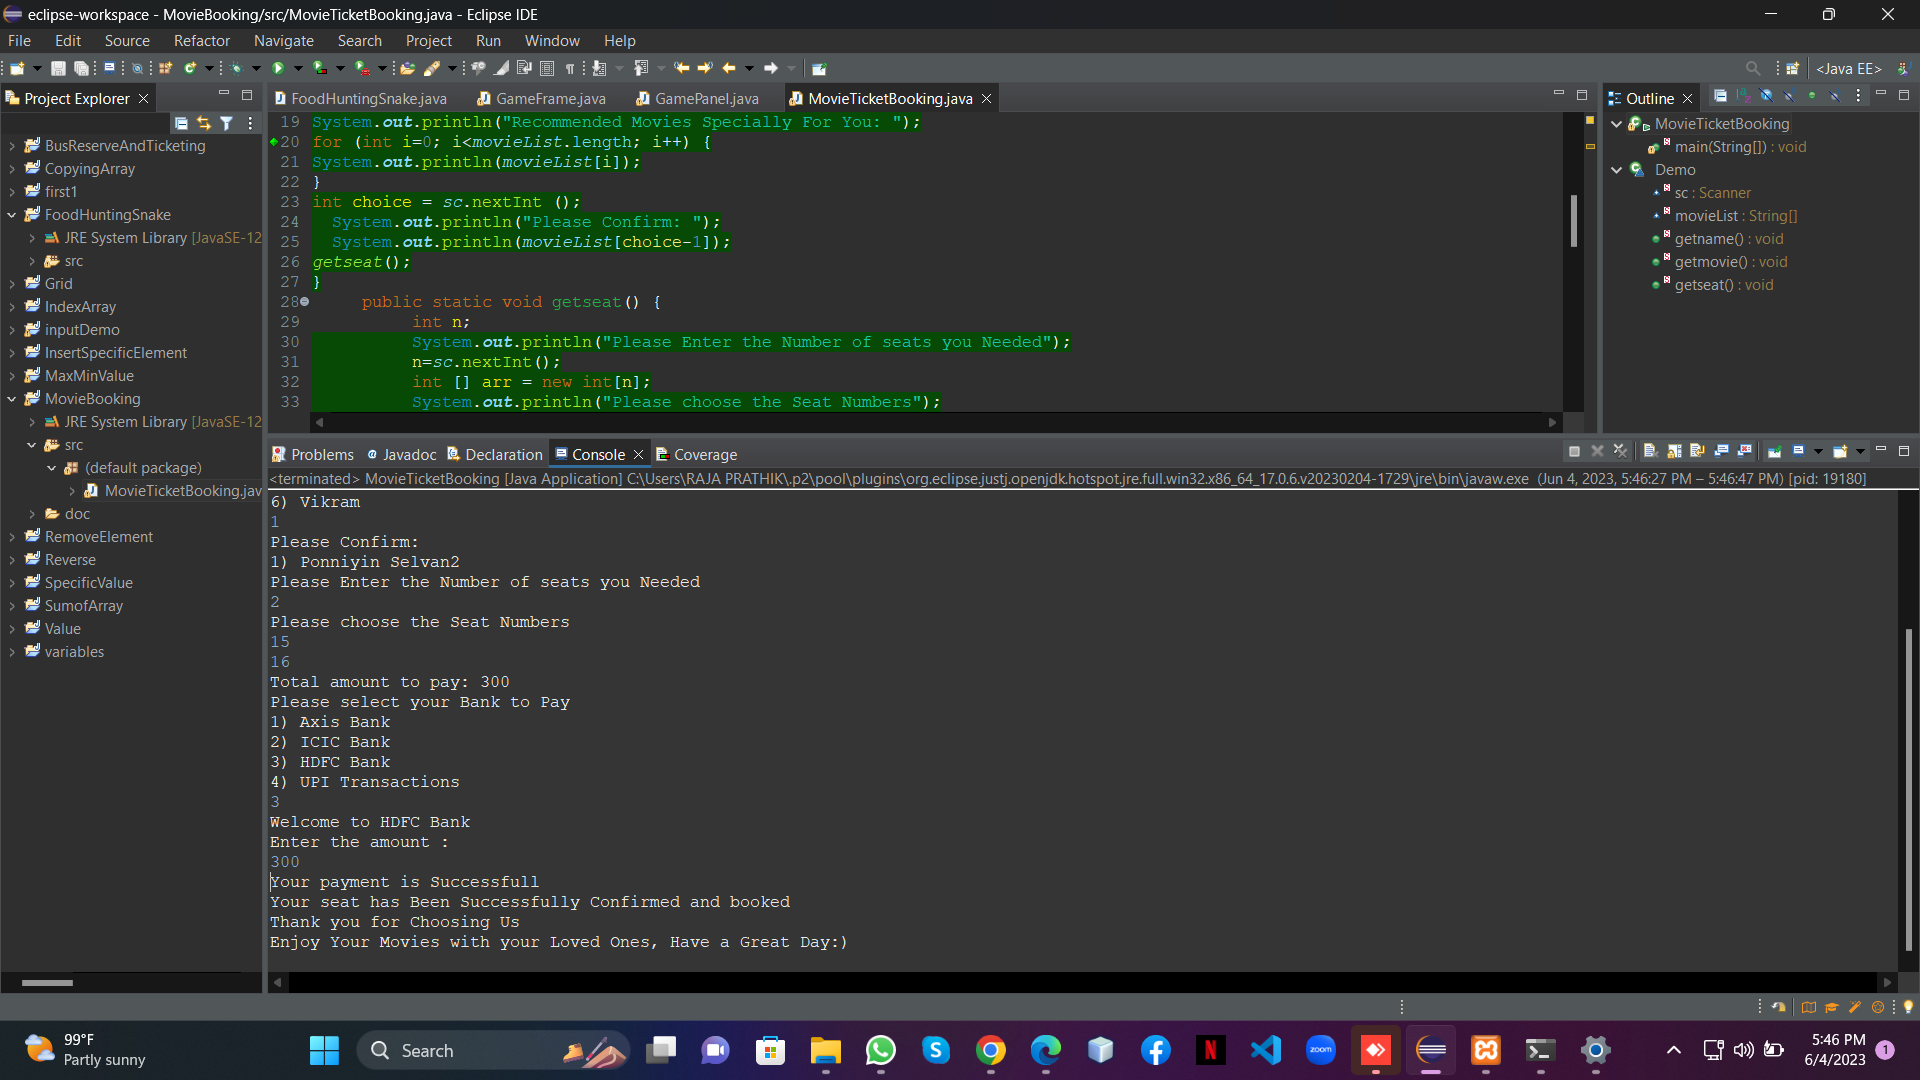 eclipse-workspace - MovieBooking/src/MovieTicketBooking.java - Eclipse IDE
File Edit Source Refactor Navigate Search Project Run Window Help
<Java EE>
Project Explorer
BusReserveAndTicketing
CopyingArray
first1
FoodHuntingSnake
JRE System Library [JavaSE-12
src
Grid
IndexArray
inputDemo
InsertSpecificElement
MaxMinValue
MovieBooking
JRE System Library [JavaSE-12
src
(default package)
MovieTicketBooking.jav
doc
RemoveElement
Reverse
SpecificValue
SumofArray
Value
variables
FoodHuntingSnake.java GameFrame.java GamePanel.java MovieTicketBooking.java
19 System.out.println("Recommended Movies Specially For You: ");
20 for (int i=0; i<movieList.length; i++) {
21 System.out.println(movieList[i]);
22 }
23 int choice = sc.nextInt ();
24 System.out.println("Please Confirm: ");
25 System.out.println(movieList[choice-1]);
26 getseat();
27 }
28 public static void getseat() {
29 int n;
30 System.out.println("Please Enter the Number of seats you Needed");
31 n=sc.nextInt();
32 int [] arr = new int[n];
33 System.out.println("Please choose the Seat Numbers");
Outline
MovieTicketBooking
main(String[]) : void
Demo
sc : Scanner
movieList : String[]
getname() : void
getmovie() : void
getseat() : void
Problems Javadoc Declaration Console Coverage
<terminated> MovieTicketBooking [Java Application] C:\Users\RAJA PRATHIK\.p2\pool\plugins\org.eclipse.justj.openjdk.hotspot.jre.full.win32.x86_64_17.0.6.v20230204-1729\jre\bin\javaw.exe (Jun 4, 2023, 5:46:27 PM – 5:46:47 PM) [pid: 19180]
6) Vikram
1
Please Confirm:
1) Ponniyin Selvan2
Please Enter the Number of seats you Needed
2
Please choose the Seat Numbers
15
16
Total amount to pay: 300
Please select your Bank to Pay
1) Axis Bank
2) ICIC Bank
3) HDFC Bank
4) UPI Transactions
3
Welcome to HDFC Bank
Enter the amount :
300
Your payment is Successfull
Your seat has Been Successfully Confirmed and booked
Thank you for Choosing Us
Enjoy Your Movies with your Loved Ones, Have a Great Day:)
99°F
Partly sunny
Search
zoom
5:46 PM
6/4/2023
1